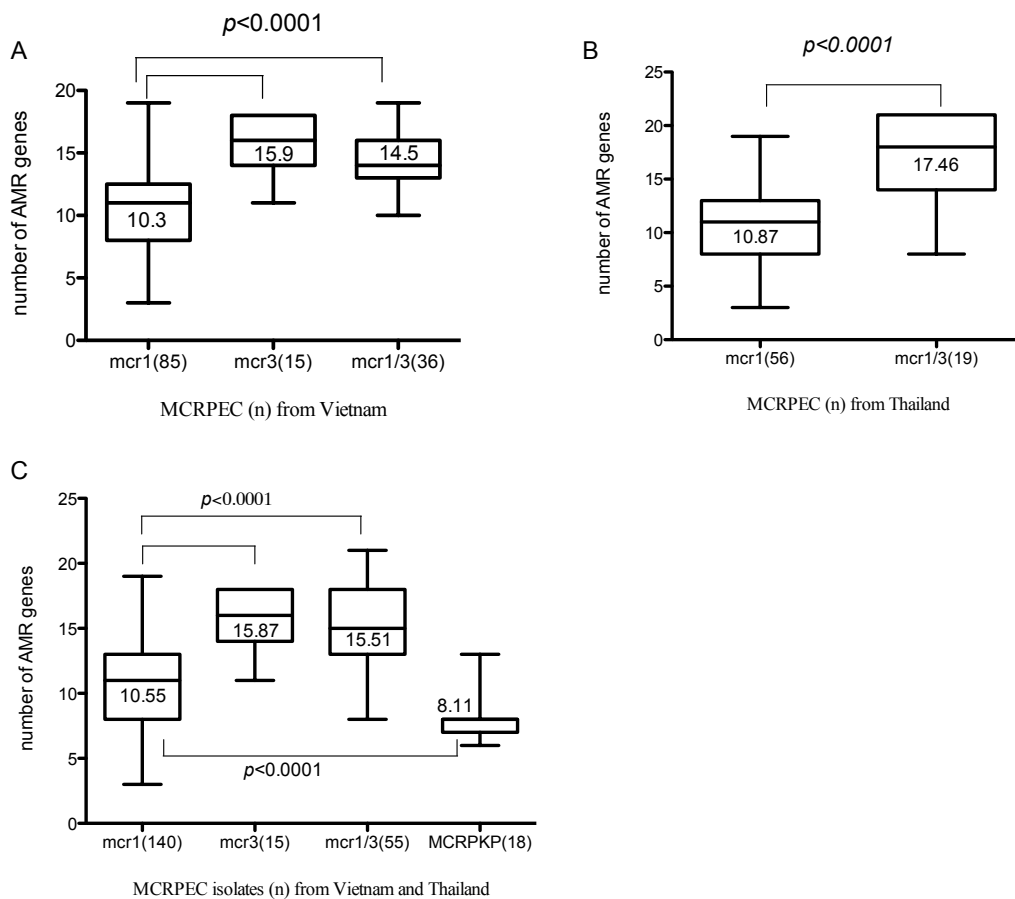 A
p<0.0001
number of AMR genes
20
15
10
5
0
10.3
15.9
14.5
mcr1(85) mcr3(15) mcr1/3(36)
MCRPEC (n) from Vietnam
B
p<0.0001
number of AMR genes
25
20
15
10
5
0
10.87
17.46
mcr1(56) mcr1/3(19)
MCRPEC (n) from Thailand
C
p<0.0001
number of AMR genes
25
20
15
10
5
0
10.55
15.87
15.51
8.11
p<0.0001
mcr1(140) mcr3(15) mcr1/3(55) MCRPKP(18)
MCRPEC isolates (n) from Vietnam and Thailand